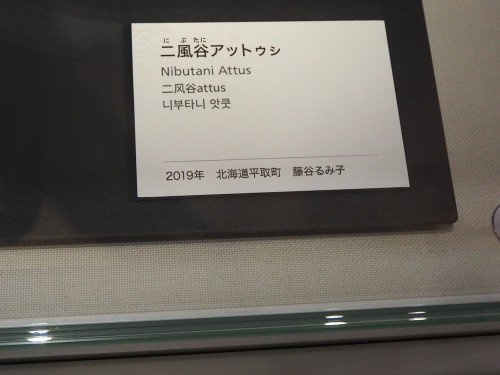 にぶたに
二風谷アットゥㇱ
Nibutani Attus
二风谷attus
니부타니 앗쿳
2019年 北海道平取町 藤谷るみ子